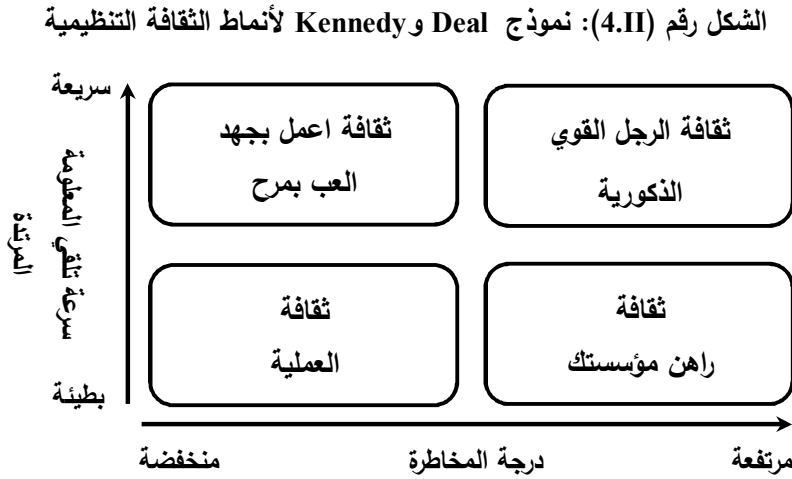 الشكل رقم (4.II): نموذج Deal وKennedy لأنماط الثقافة التنظيمية
سريعة
ثقافة الرجل القوي
الذكورية
ثقافة اعمل بجهد
العب بمرح
سرعة تلقي المعلومة
المرتدة
ثقافة
راهن مؤسستك
ثقافة
العملية
بطيئة
مرتفعة
درجة المخاطرة
منخفضة